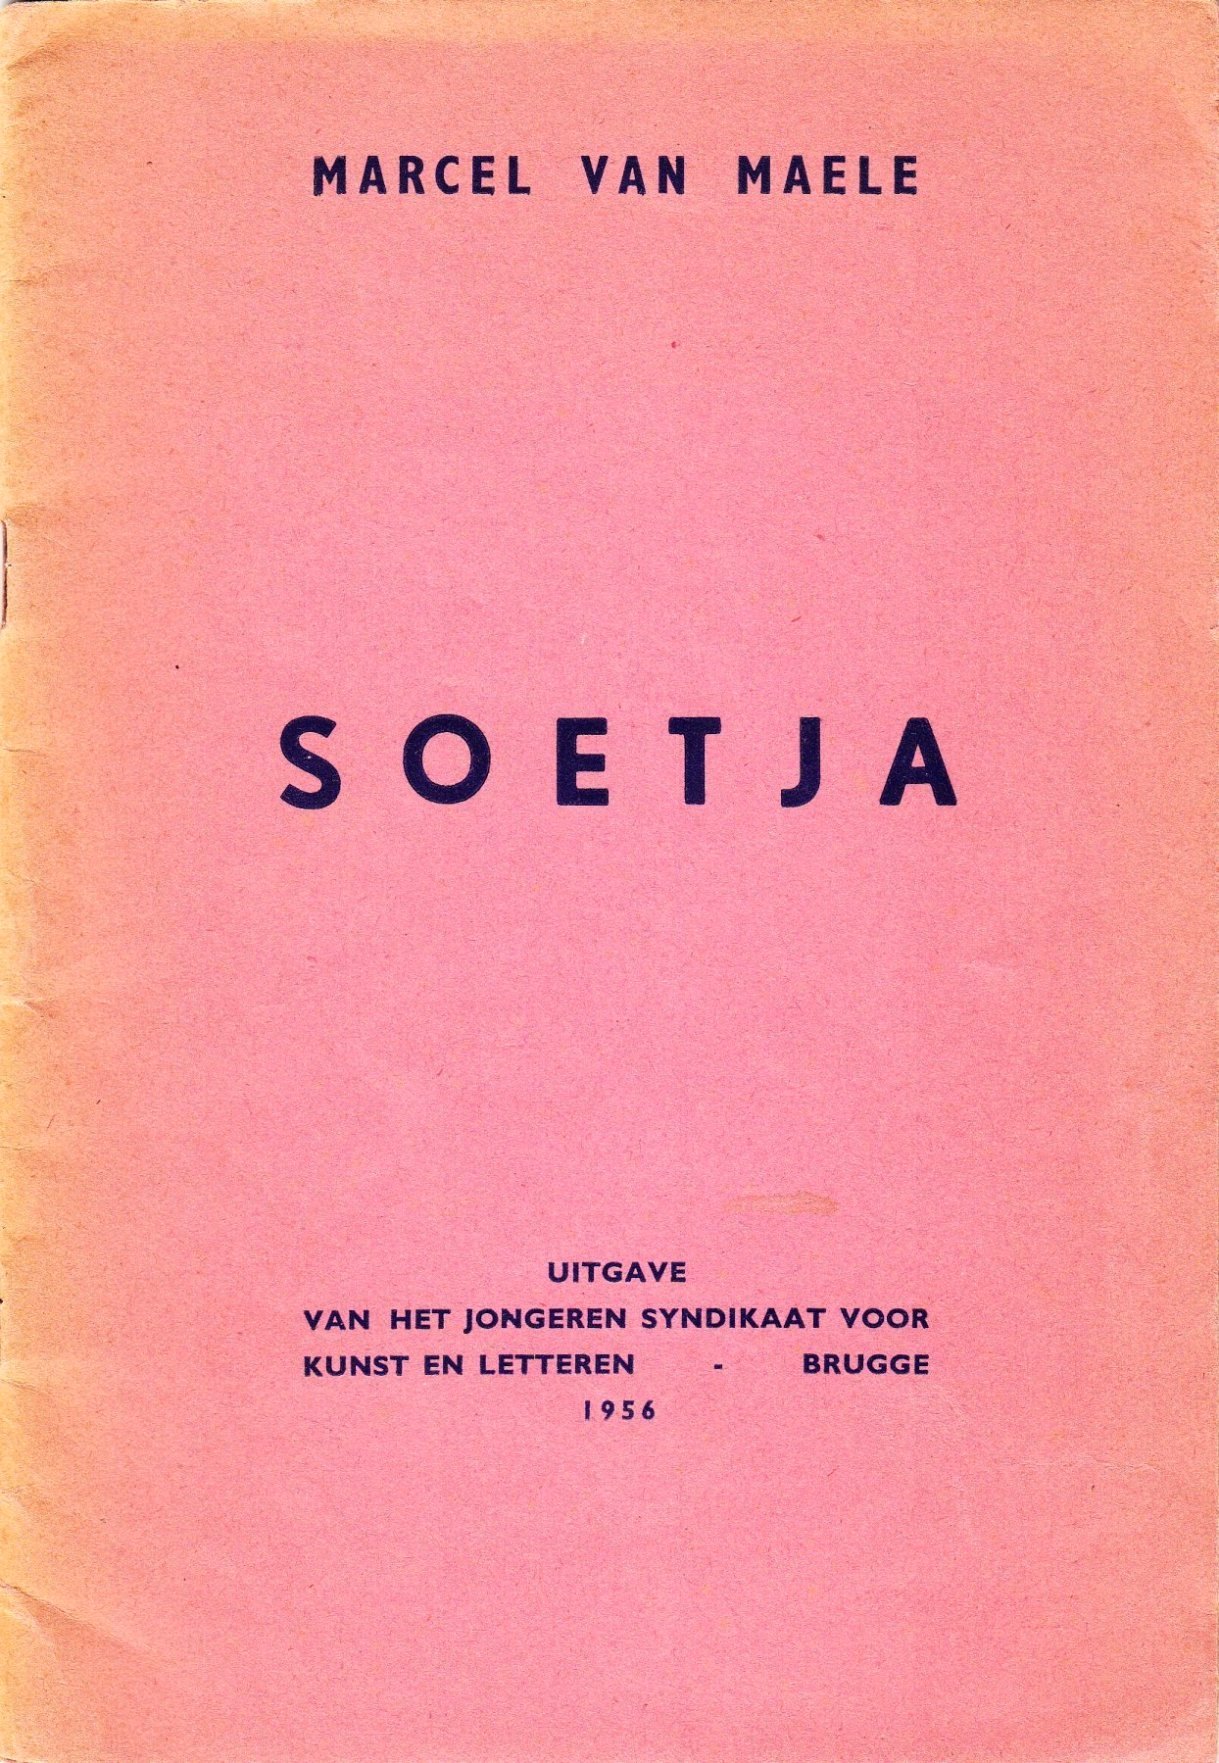 MARCEL VAN MAELE
SOETJA
UITGAVE
VAN HET JONGEREN SYNDIKAAT VOOR
KUNST EN LETTEREN - BRUGGE
1956